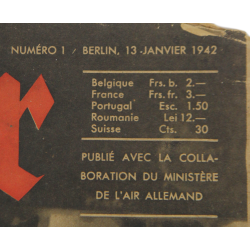 NUMÉRO 1 / BERLIN, 13 JANVIER 1942
Belgique Frs. b. 2.—
France Frs. fr. 3.—
Portugal Esc. 1.50
Roumanie Lei 12.—
Suisse Cts. 30
PUBLIÉ AVEC LA COLLA-
BORATION DU MINISTÈRE
DE L'AIR ALLEMAND
r